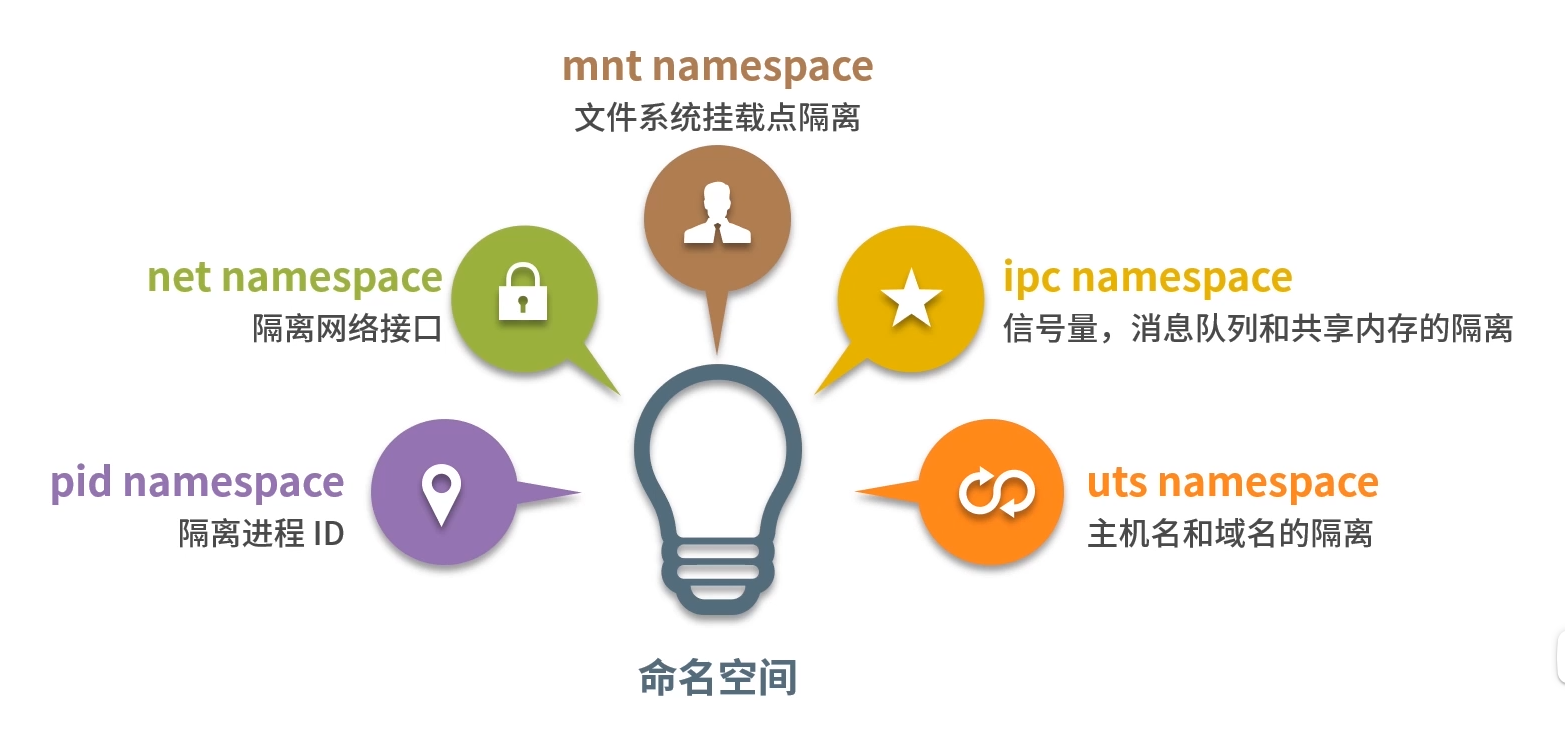 mnt namespace
文件系统挂载点隔离
net namespace
隔离网络接口
ipc namespace
信号量，消息队列和共享内存的隔离
pid namespace
隔离进程 ID
uts namespace
主机名和域名的隔离
命名空间